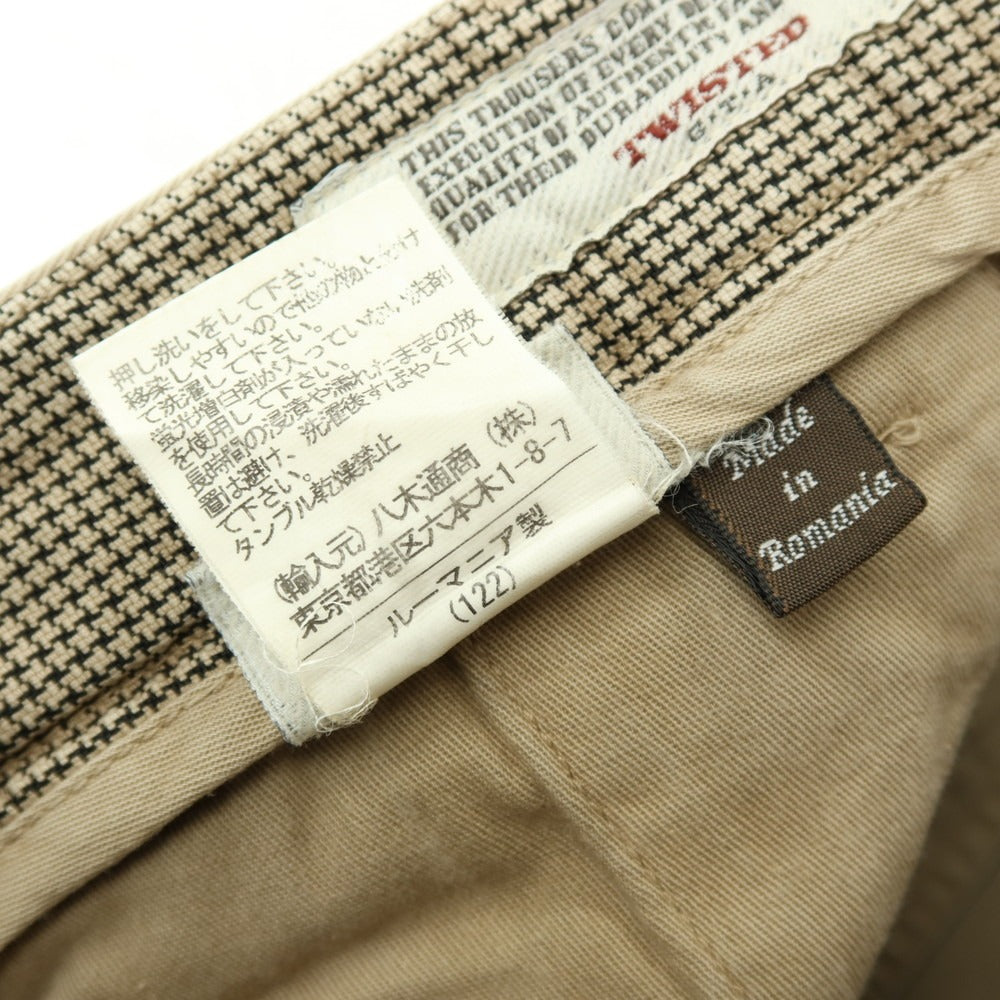 THIS TROUSERS
EXECUTION OF EVERY
QUALITY OF AUTHENTIC
FOR THEIR DURABILITY AND
TWISTED
G.T.A
押し洗いをして下さい。
移染しやすいので他の物と分け
て洗濯して下さい。
蛍光増白剤が入っていない洗剤
を使用して下さい。
長時間の浸漬や濡れたままの放
置は避け、洗濯後すばやく干し
て下さい。
タンブル乾燥禁止
(輸入元) 八木通商 (株)
東京都港区六本木1-8-7
ルーマニア製
(122)
Made
in
Romania